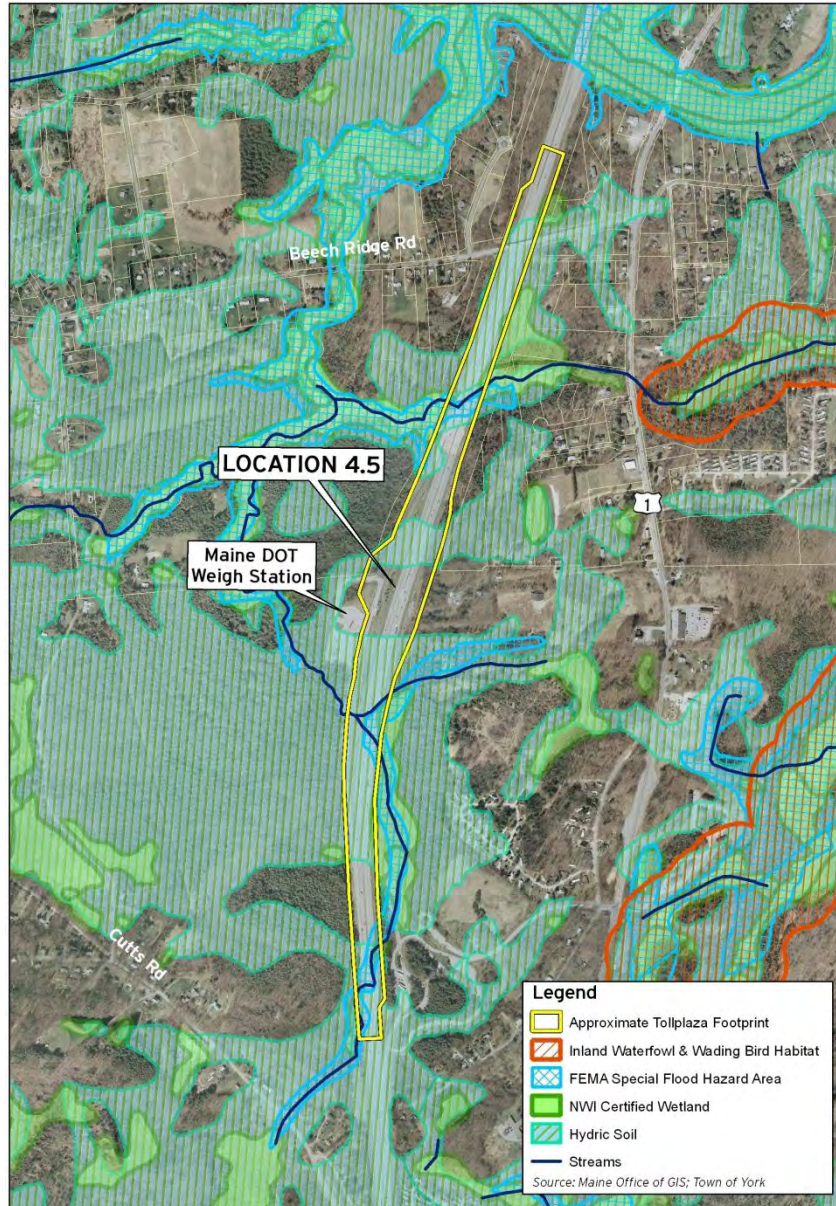 Beech Ridge Rd
LOCATION 4.5
1
Maine DOT
Weigh Station
Cutts Rd
Legend
Approximate Tollplaza Footprint
Inland Waterfowl & Wading Bird Habitat
FEMA Special Flood Hazard Area
NWI Certified Wetland
Hydric Soil
Streams
Source: Maine Office of GIS; Town of York